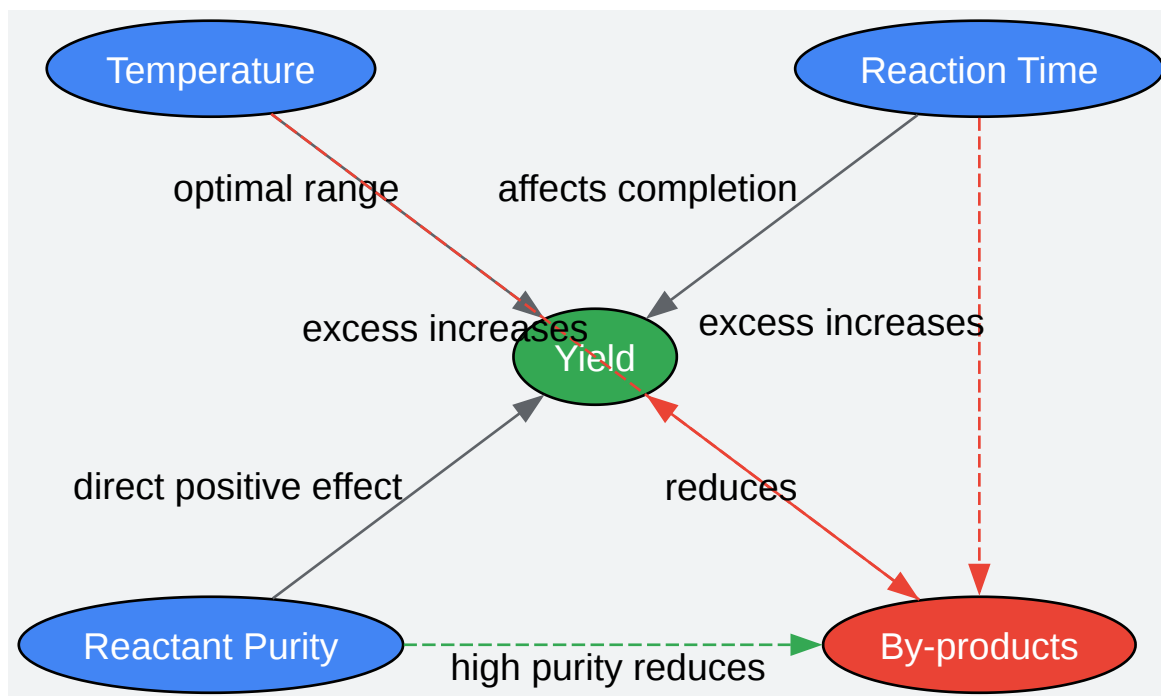 Temperature
Reaction Time
optimal range
affects completion
excess increases
excess increases
Yield
direct positive effect
reduces
Reactant Purity
high purity reduces
By-products